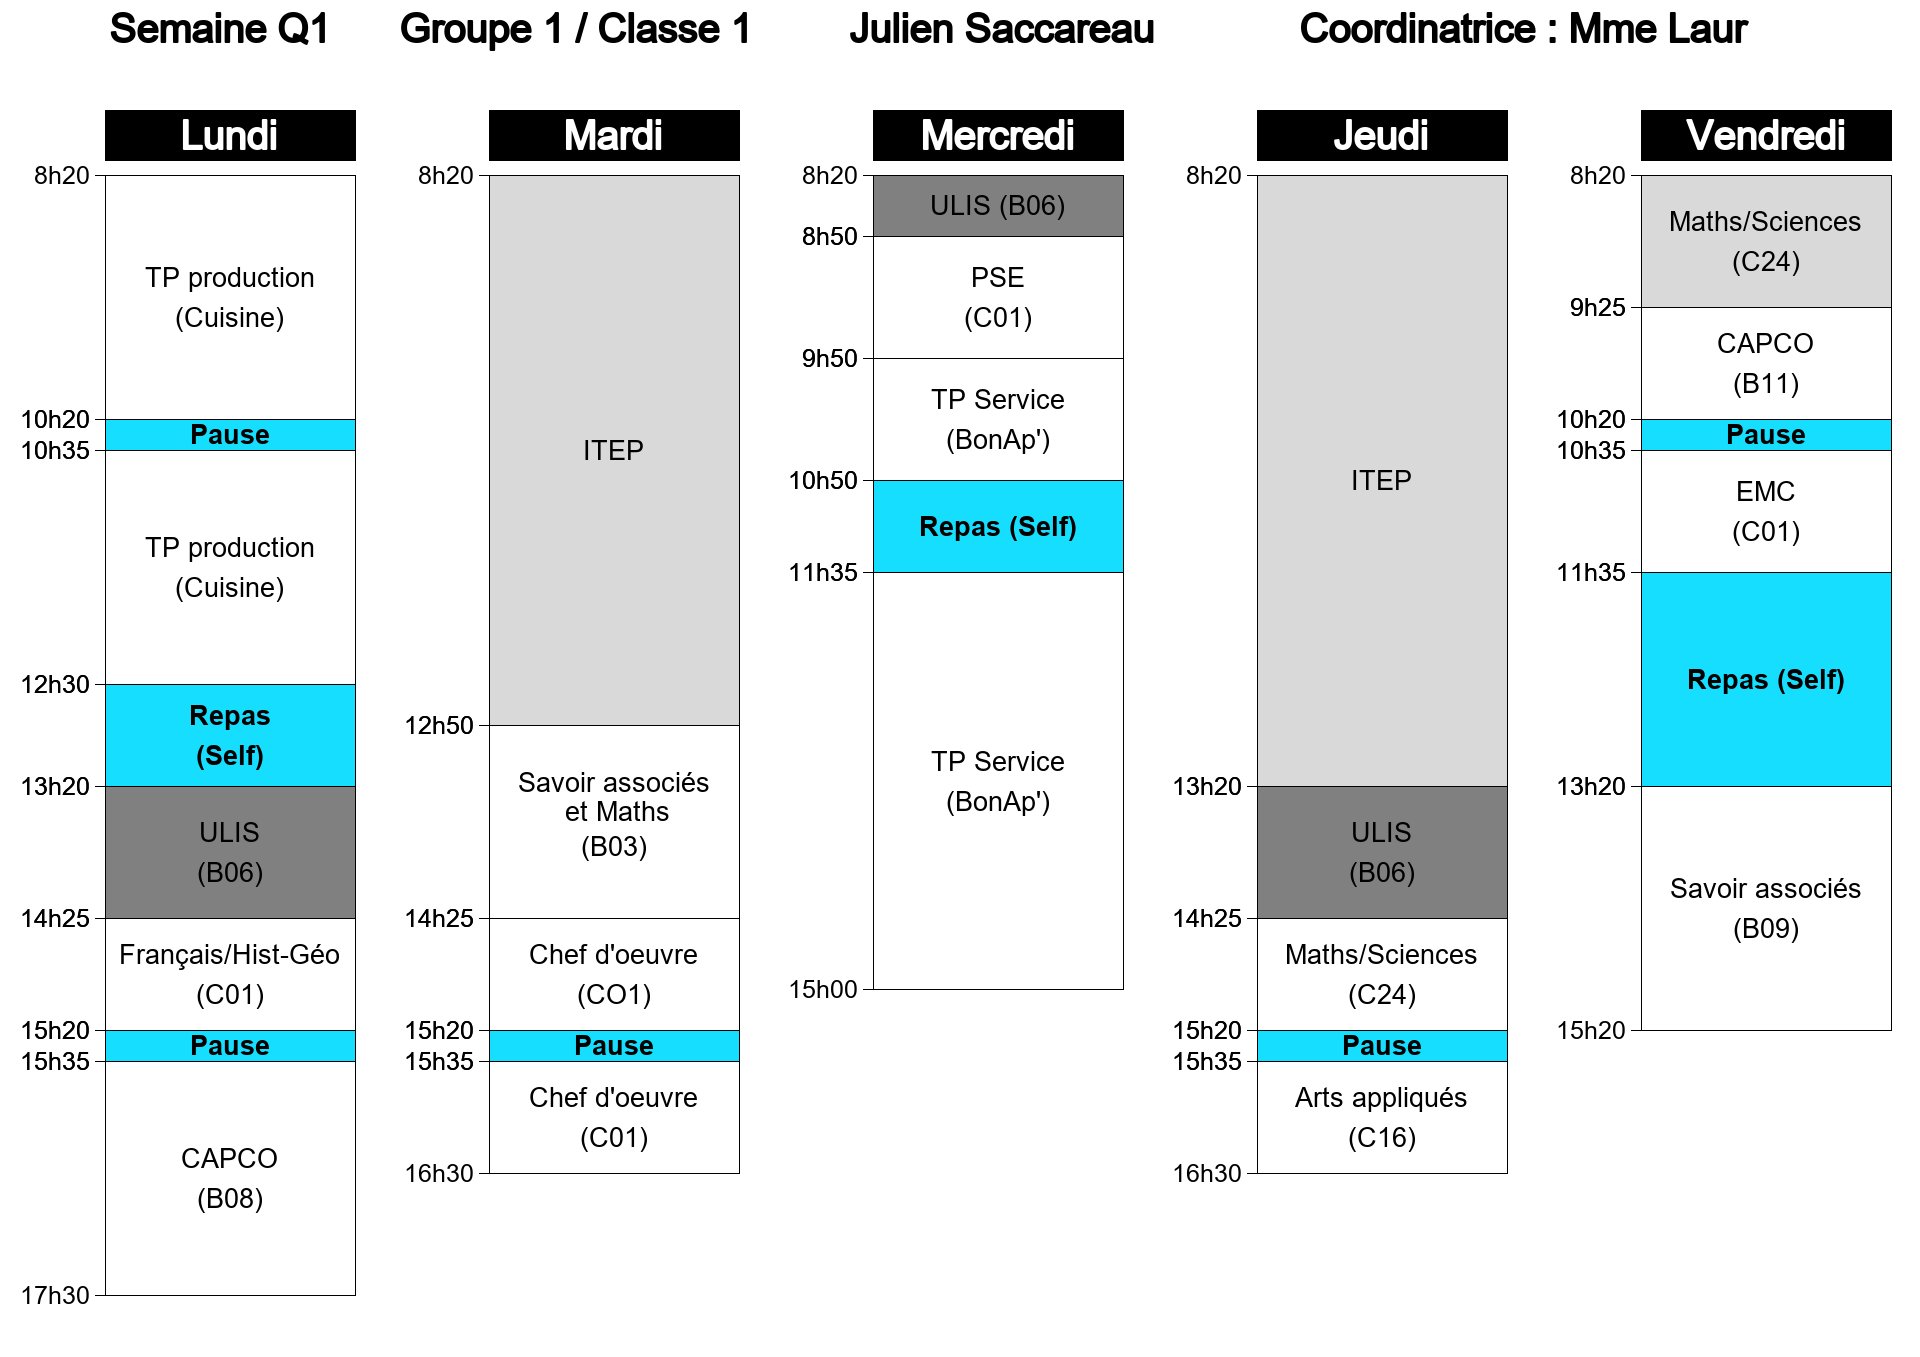 Semaine Q1
Groupe 1 / Classe 1
Julien Saccareau
Coordinatrice : Mme Laur
Lundi
8h20
TP production
(Cuisine)
10h20
Pause
10h35
TP production
(Cuisine)
12h30
Repas
(Self)
13h20
ULIS
(B06)
14h25
Français/Hist-Géo
(C01)
15h20
Pause
15h35
CAPCO
(B08)
17h30
Mardi
8h20
ITEP
12h50
Savoir associés
et Maths
(B03)
14h25
Chef d'oeuvre
(CO1)
15h20
Pause
15h35
Chef d'oeuvre
(C01)
16h30
Mercredi
8h20
ULIS (B06)
8h50
PSE
(C01)
9h50
TP Service
(BonAp')
10h50
Repas (Self)
11h35
TP Service
(BonAp')
15h00
Jeudi
8h20
ITEP
13h20
ULIS
(B06)
14h25
Maths/Sciences
(C24)
15h20
Pause
15h35
Arts appliqués
(C16)
16h30
Vendredi
8h20
Maths/Sciences
(C24)
9h25
CAPCO
(B11)
10h20
Pause
10h35
EMC
(C01)
11h35
Repas (Self)
13h20
Savoir associés
(B09)
15h20